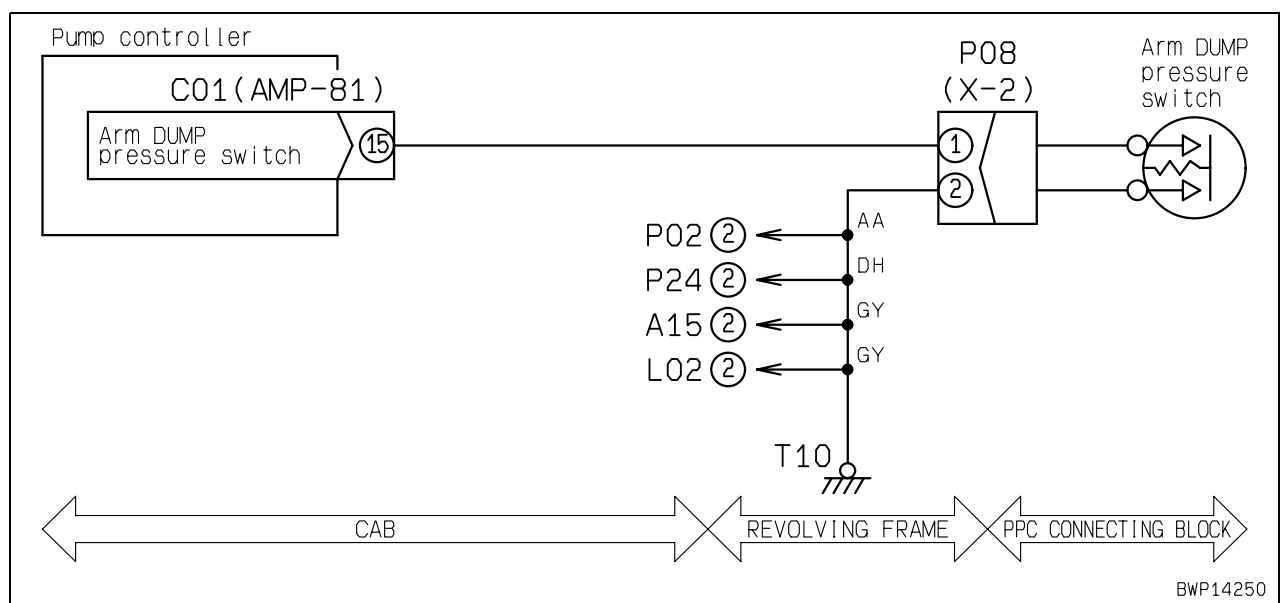 Pump controller
C01(AMP-81)
Arm DUMP
pressure switch
15
P08
(X-2)
1
2
Arm DUMP
pressure
switch
P02 2
AA
P24 2
DH
A15 2
GY
L02 2
GY
T10
CAB
REVOLVING FRAME
PPC CONNECTING BLOCK
BWP14250